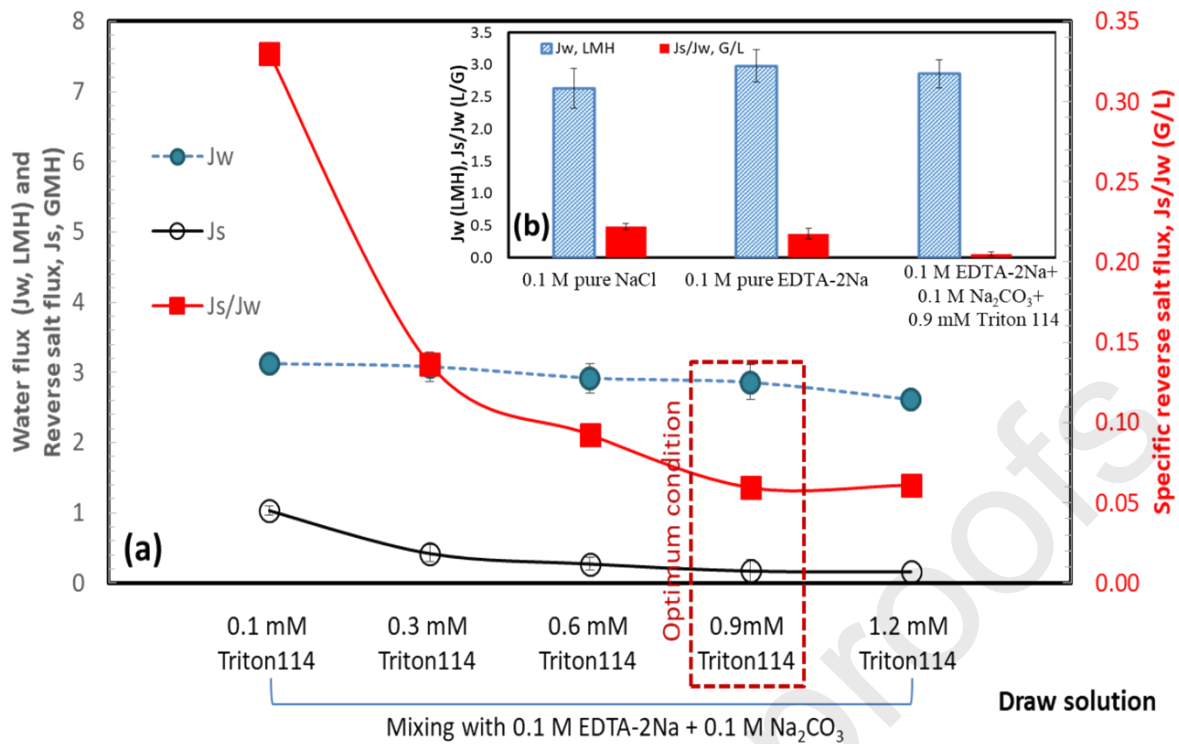 Water flux (Jw, LMH) and
Reverse salt flux, Js, GMH)
8
7
6
5
4
3
2
1
0
Jw
Js
Js/Jw
(a)
Jw (LMH), Js/Jw (L/G)
3.5
3.0
2.5
2.0
1.5
1.0
0.5
0.0
Jw, LMH
Js/Jw, G/L
(b)
0.1 M pure NaCl
0.1 M pure EDTA-2Na
0.1 M EDTA-2Na+
0.1 M Na₂CO₃+
0.9 mM Triton 114
0.35
0.30
0.25
0.20
0.15
0.10
0.05
0.00
Specific reverse salt flux, Js/Jw (G/L)
Optimum condition
0.1 mM
Triton114
0.3 mM
Triton114
0.6 mM
Triton114
0.9mM
Triton114
1.2 mM
Triton114
Draw solution
Mixing with 0.1 M EDTA-2Na + 0.1 M Na₂CO₃
proofs